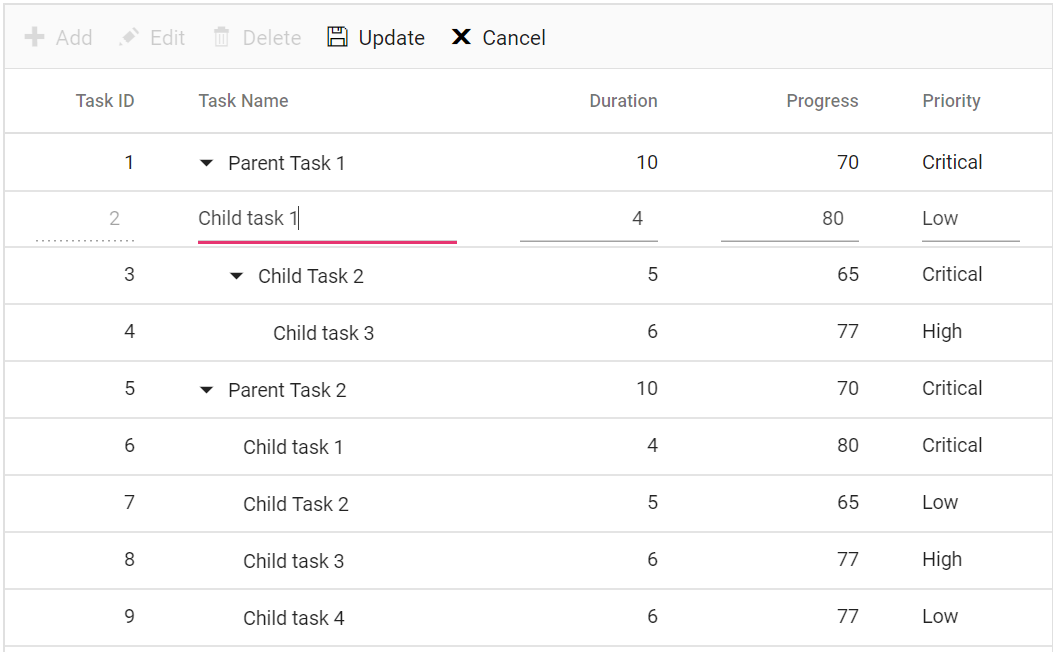 Add Edit Delete Update Cancel
Task ID Task Name Duration Progress Priority
1 Parent Task 1 10 70 Critical
2 Child task 1 4 80 Low
3 Child Task 2 5 65 Critical
4 Child task 3 6 77 High
5 Parent Task 2 10 70 Critical
6 Child task 1 4 80 Critical
7 Child Task 2 5 65 Low
8 Child task 3 6 77 High
9 Child task 4 6 77 Low